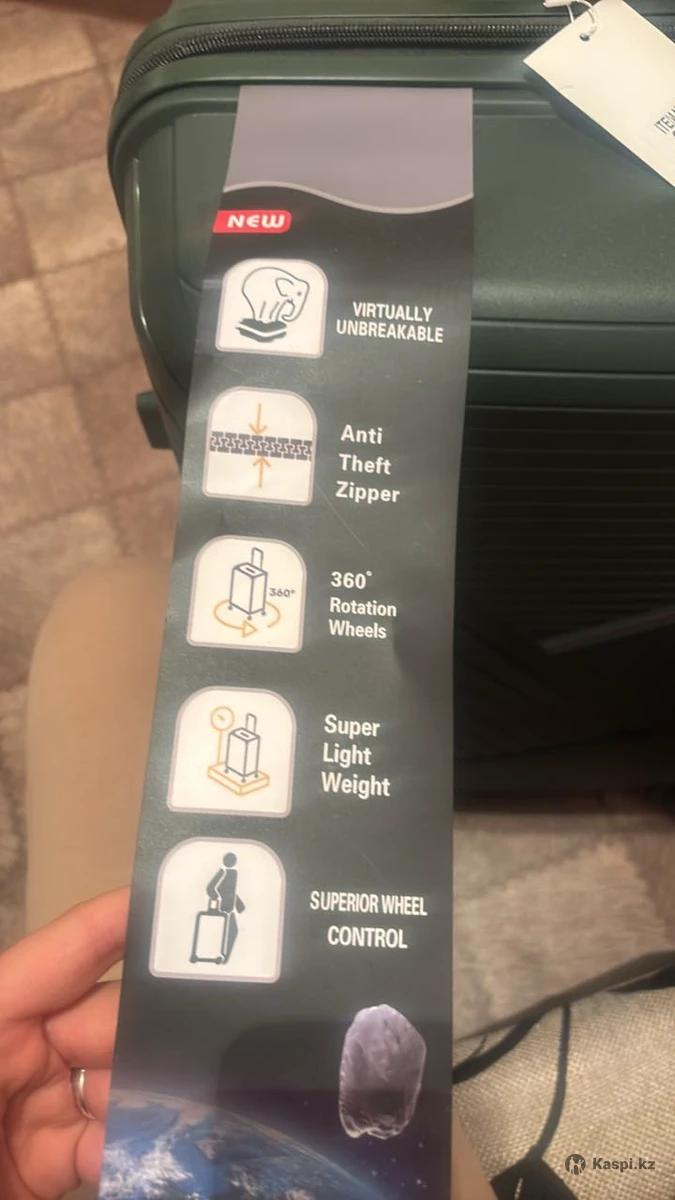 NEW
VIRTUALLY
UNBREAKABLE
Anti
Theft
Zipper
360°
360°
Rotation
Wheels
Super
Light
Weight
SUPERIOR WHEEL
CONTROL
Kaspi.kz